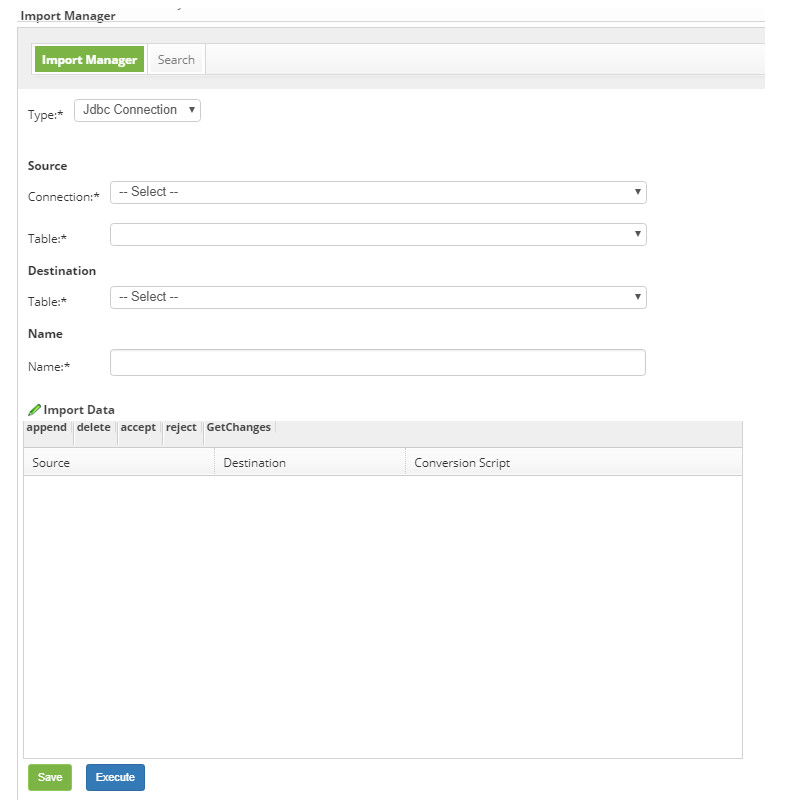 Import Manager
Import Manager Search
Type:* Jdbc Connection
Source
Connection:* -- Select --
Table:*
Destination
Table:* -- Select --
Name
Name:*
Import Data
append delete accept reject GetChanges
Source Destination Conversion Script
Save Execute